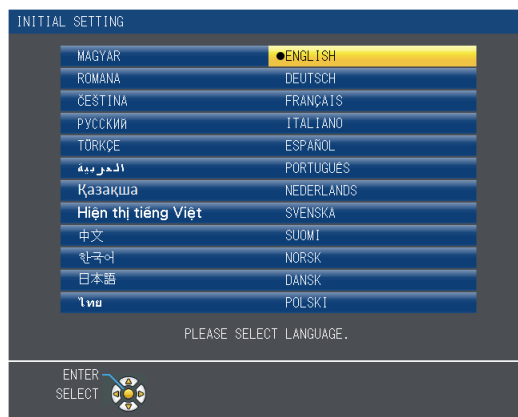 INITIAL SETTING
MAGYAR ●ENGLISH
ROMANA DEUTSCH
ČEŠTINA FRANÇAIS
РУССКИЙ ITALIANO
TÜRKÇE ESPAÑOL
العربية PORTUGUÊS
Қазақша NEDERLANDS
Hiện thị tiếng Việt SVENSKA
中文 SUOMI
한국어 NORSK
日本語 DANSK
ไทย POLSKI
PLEASE SELECT LANGUAGE.
ENTER
SELECT